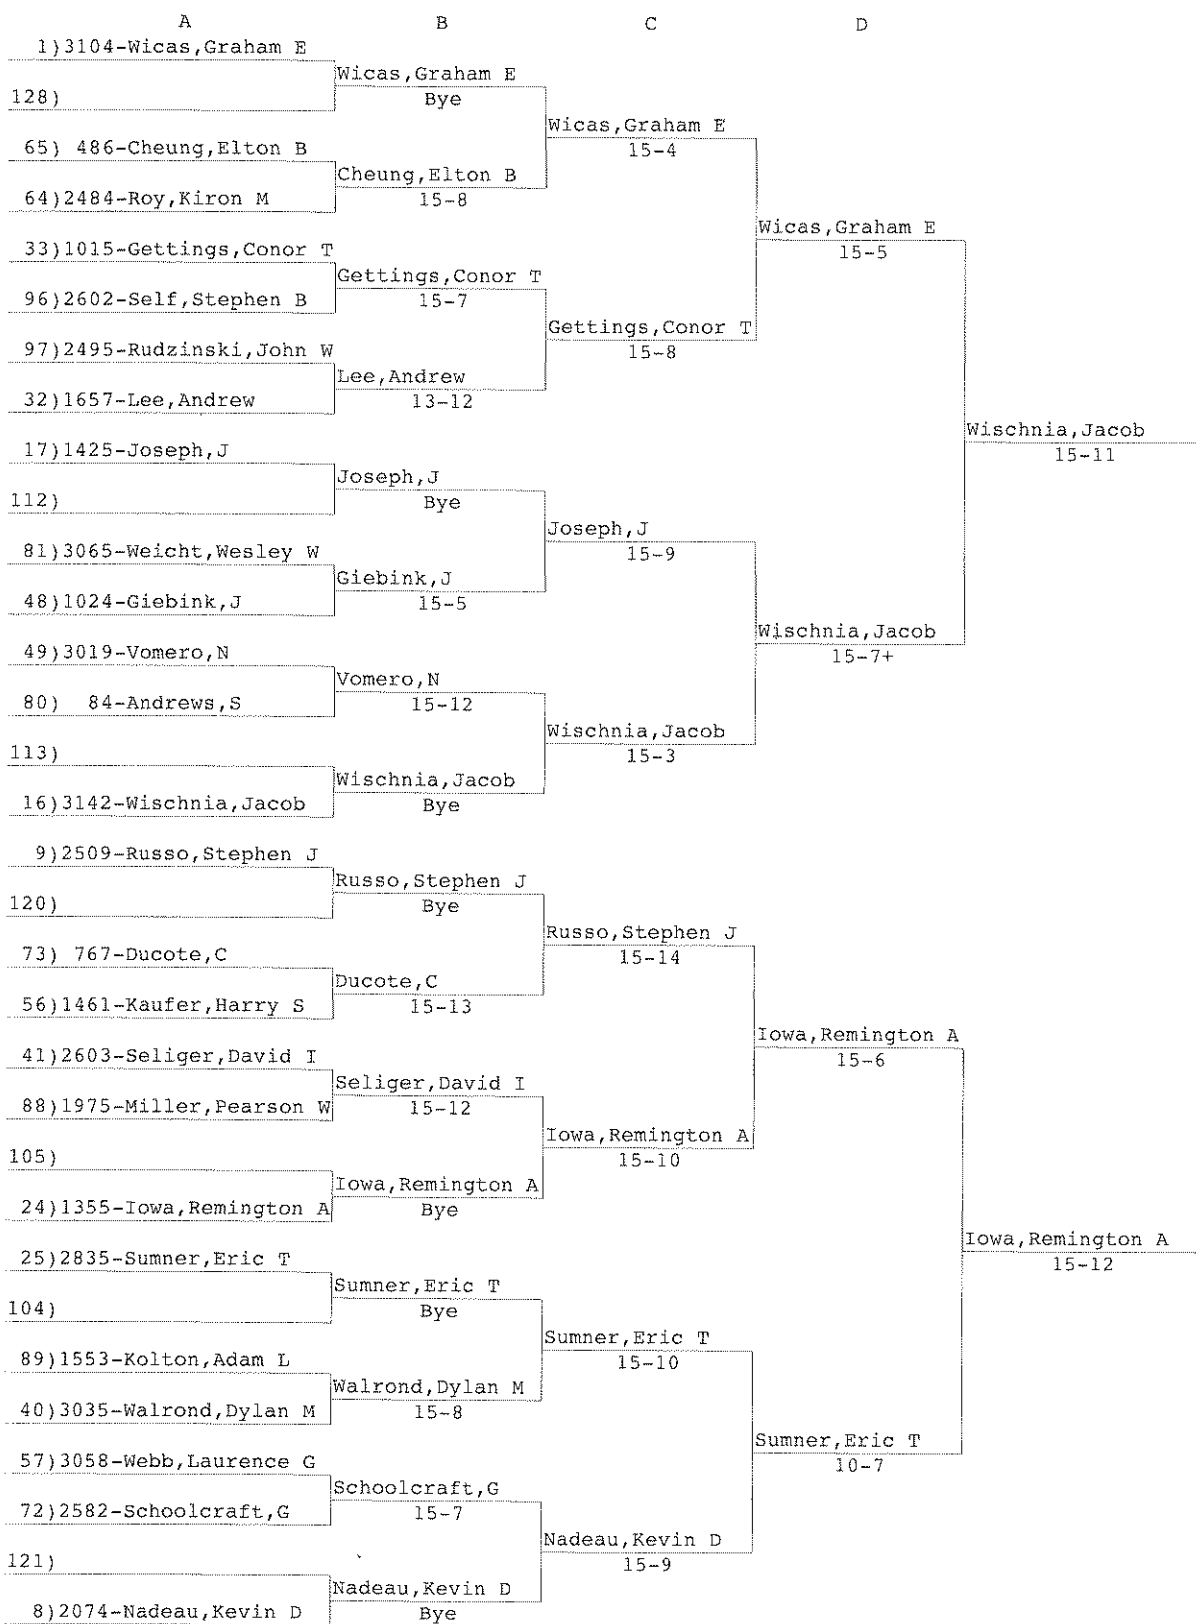 A B C D
1)3104-Wicas,Graham E
Wicas,Graham E
128)
Bye
Wicas,Graham E
65) 486-Cheung,Elton B
15-4
Cheung,Elton B
64)2484-Roy,Kiron M
15-8
Wicas,Graham E
33)1015-Gettings,Conor T
15-5
Gettings,Conor T
96)2602-Self,Stephen B
15-7
Gettings,Conor T
97)2495-Rudzinski,John W
15-8
Lee,Andrew
32)1657-Lee,Andrew
13-12
Wischnia,Jacob
17)1425-Joseph,J
15-11
Joseph,J
112)
Bye
Joseph,J
81)3065-Weicht,Wesley W
15-9
Giebink,J
48)1024-Giebink,J
15-5
Wischnia,Jacob
49)3019-Vomero,N
15-7+
Vomero,N
80) 84-Andrews,S
15-12
Wischnia,Jacob
113)
15-3
Wischnia,Jacob
16)3142-Wischnia,Jacob
Bye
9)2509-Russo,Stephen J
Russo,Stephen J
120)
Bye
Russo,Stephen J
73) 767-Ducote,C
15-14
Ducote,C
56)1461-Kaufer,Harry S
15-13
Iowa,Remington A
41)2603-Seliger,David I
15-6
Seliger,David I
88)1975-Miller,Pearson W
15-12
Iowa,Remington A
105)
15-10
Iowa,Remington A
24)1355-Iowa,Remington A
Bye
Iowa,Remington A
25)2835-Sumner,Eric T
15-12
Sumner,Eric T
104)
Bye
Sumner,Eric T
89)1553-Kolton,Adam L
15-10
Walrond,Dylan M
40)3035-Walrond,Dylan M
15-8
Sumner,Eric T
57)3058-Webb,Laurence G
10-7
Schoolcraft,G
72)2582-Schoolcraft,G
15-7
Nadeau,Kevin D
121)
15-9
Nadeau,Kevin D
8)2074-Nadeau,Kevin D
Bye